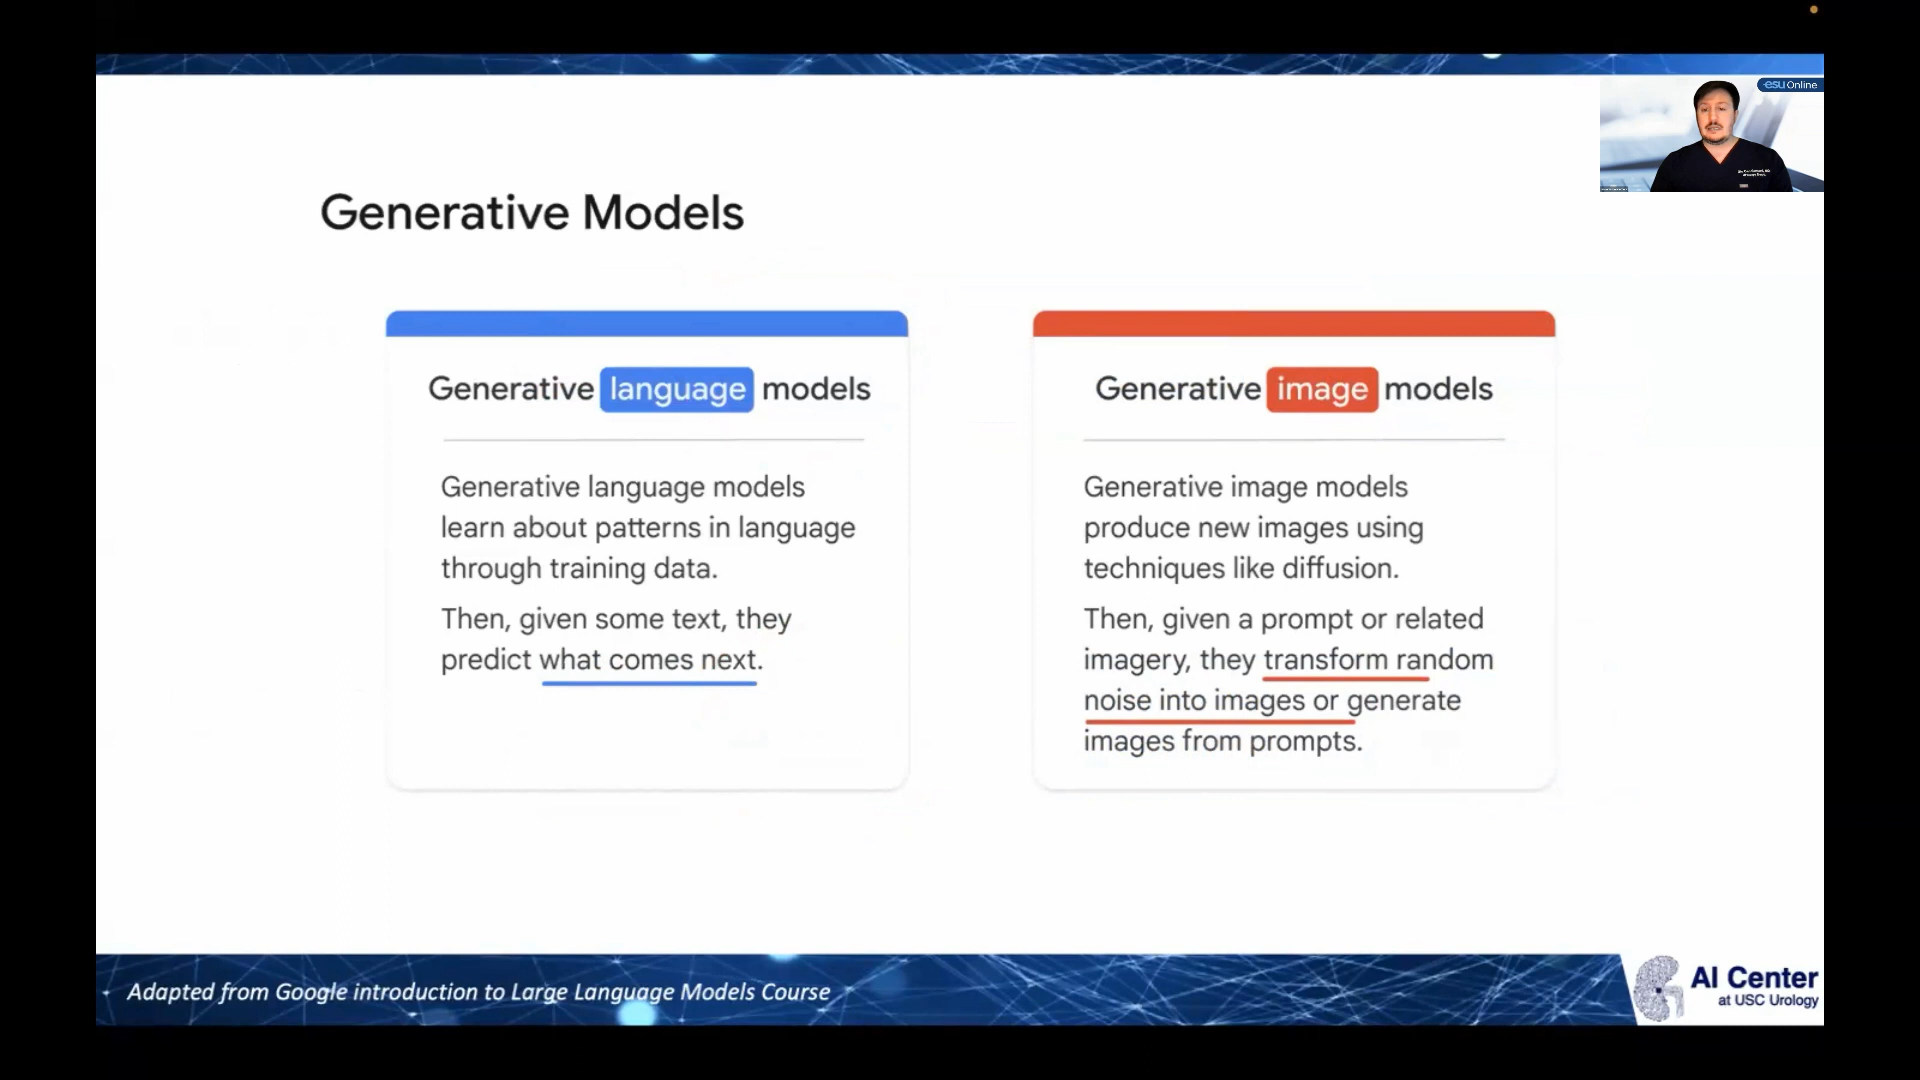 esu Online
Generative Models
Generative language models
Generative language models
learn about patterns in language
through training data.
Then, given some text, they
predict what comes next.
Generative image models
Generative image models
produce new images using
techniques like diffusion.
Then, given a prompt or related
imagery, they transform random
noise into images or generate
images from prompts.
Adapted from Google introduction to Large Language Models Course
AI Center
at USC Urology